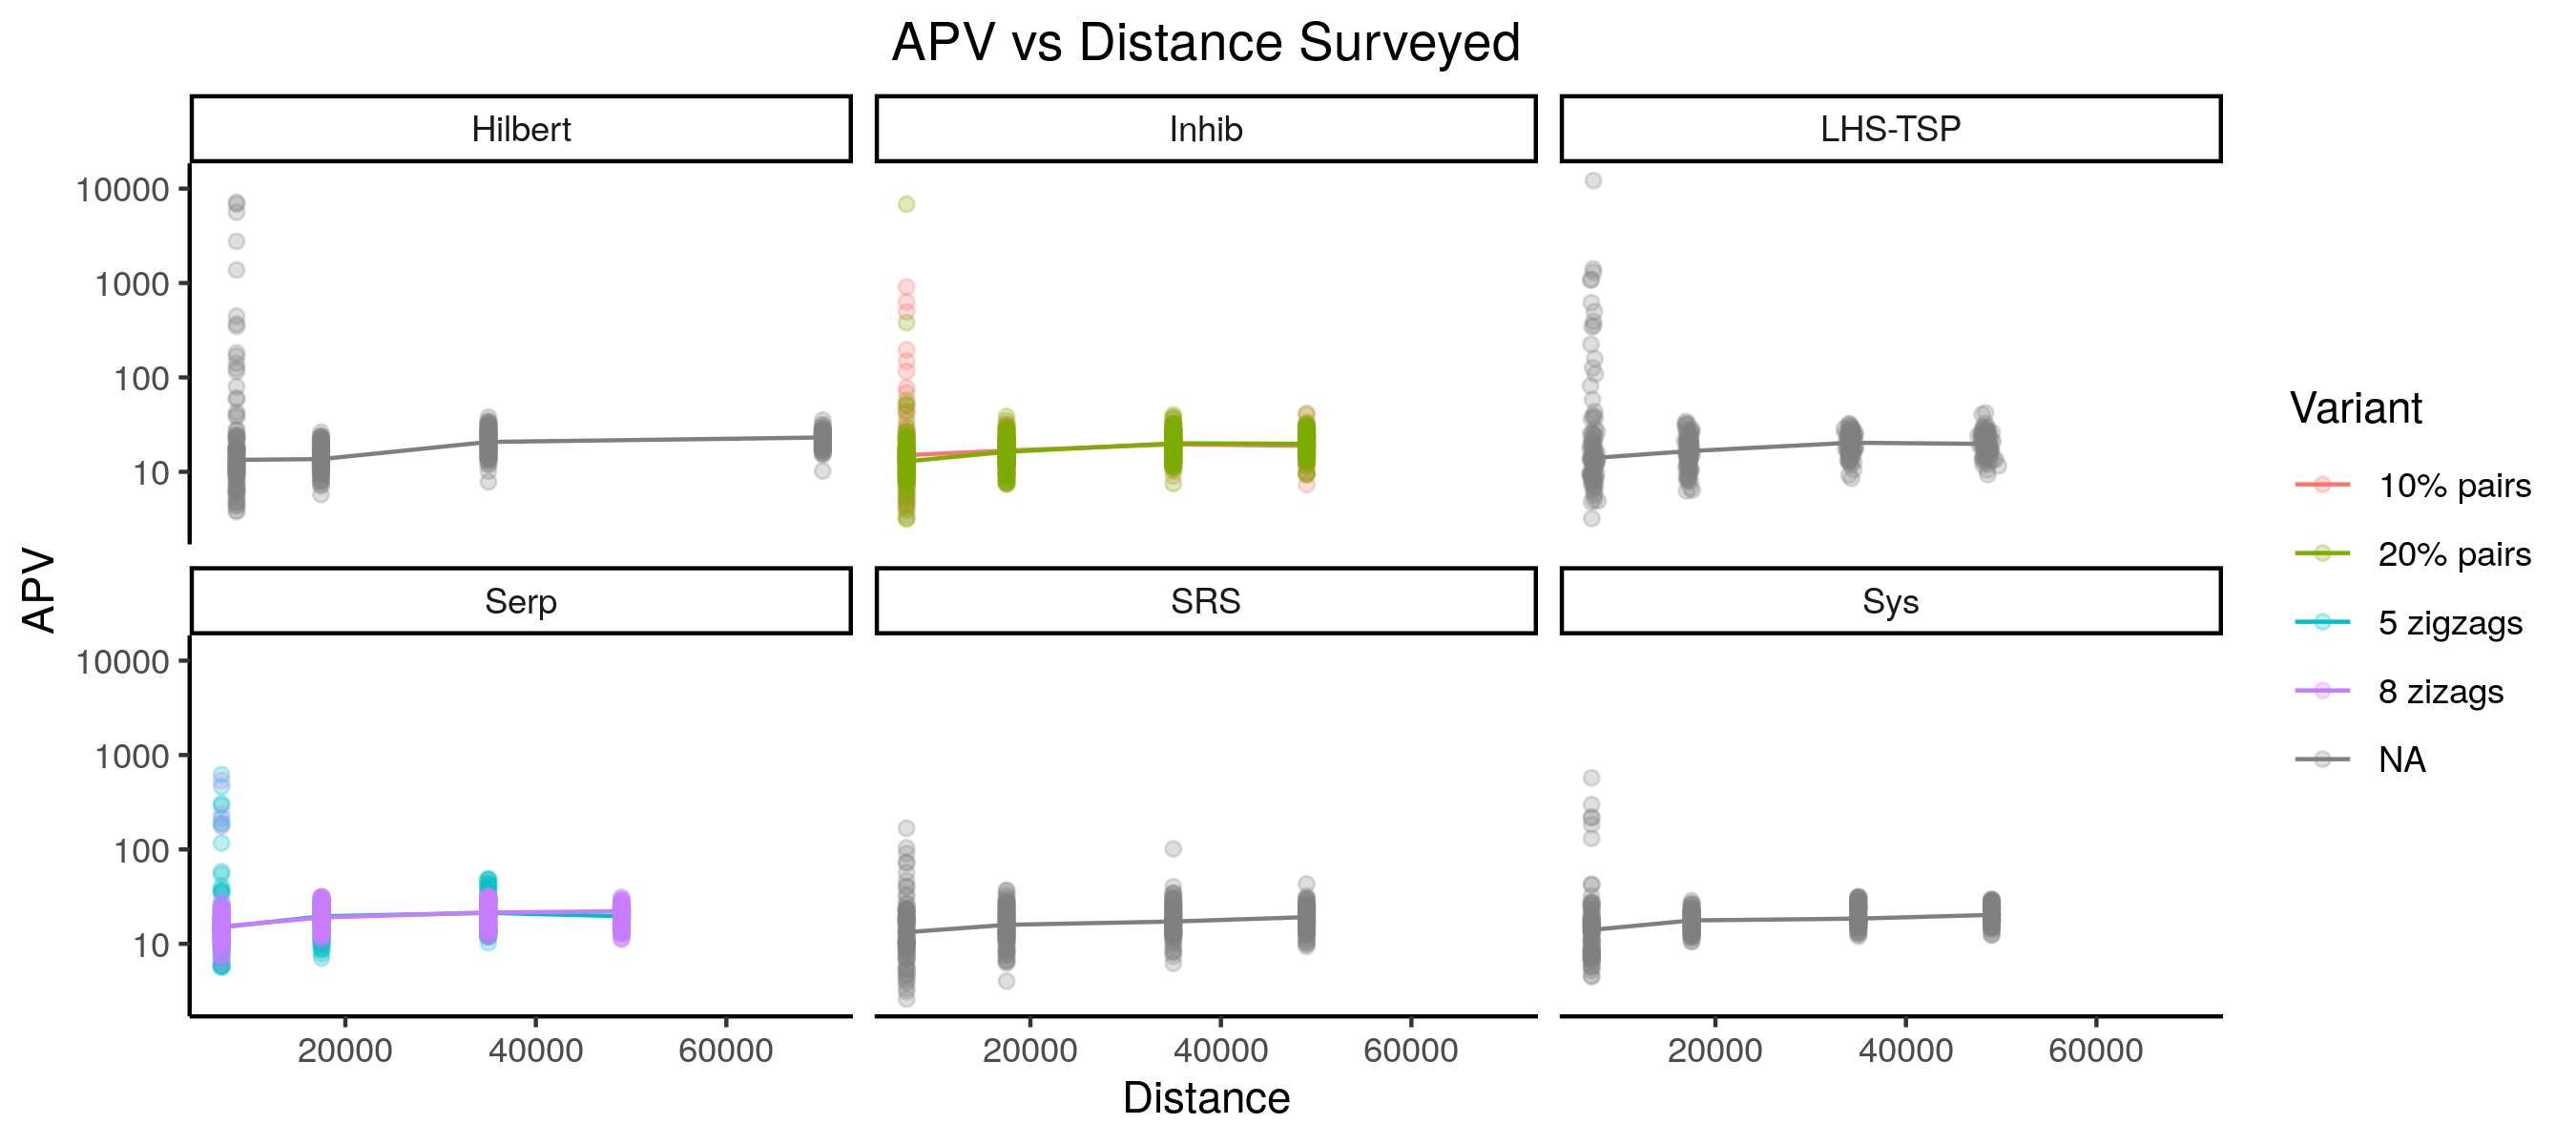 APV vs Distance Surveyed
Hilbert
Inhib
LHS-TSP
10000
1000
100
10
Serp
SRS
Sys
10000
1000
100
10
20000
40000
60000
20000
40000
60000
20000
40000
60000
Distance
APV
Variant
10% pairs
20% pairs
5 zigzags
8 zizags
NA